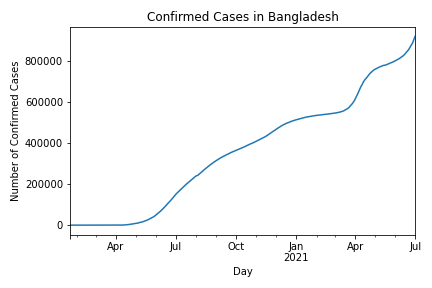 Confirmed Cases in Bangladesh
Number of Confirmed Cases
800000
600000
400000
200000
0
Apr Jul Oct Jan Apr Jul
2021
Day